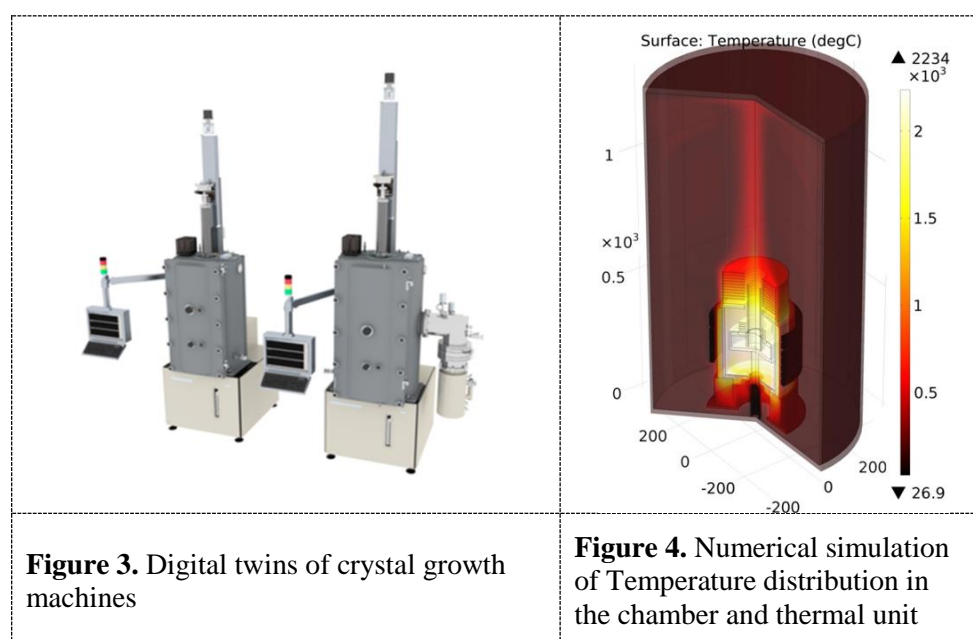 Surface: Temperature (degC)
▲ 2234
×10³
2
1.5
1
0.5
▼ 26.9
1
×10³
0.5
0
200
0
-200
-200
0
200
Figure 3. Digital twins of crystal growth
machines
Figure 4. Numerical simulation
of Temperature distribution in
the chamber and thermal unit